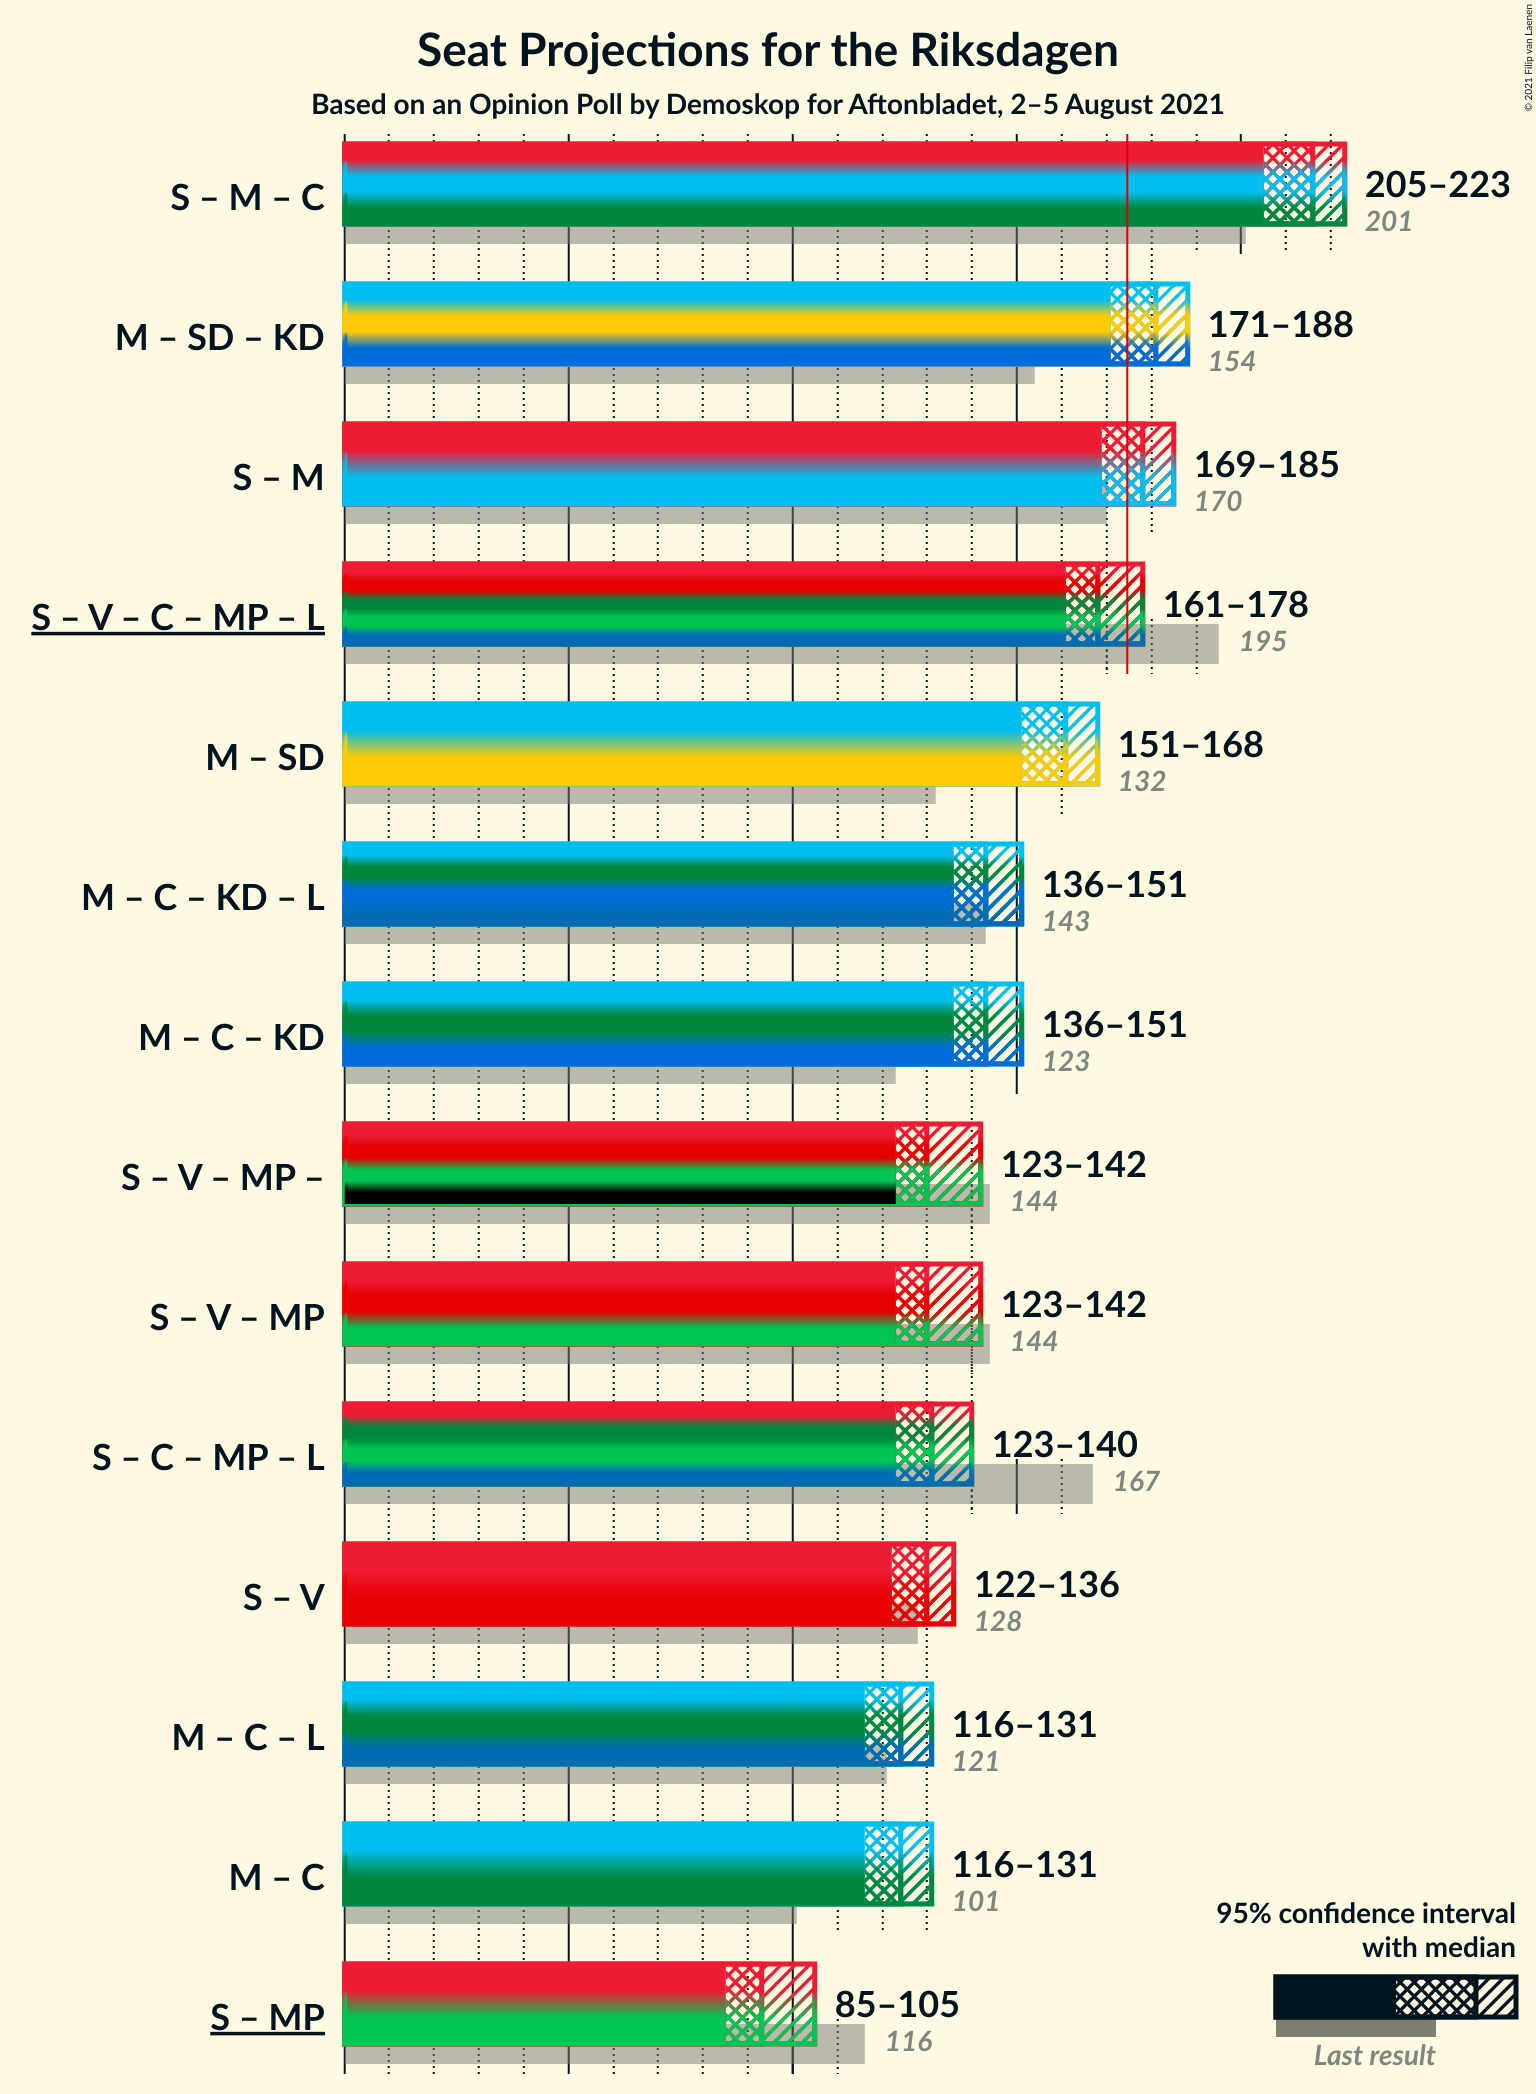 Seat Projections for the Riksdagen
Based on an Opinion Poll by Demoskop for Aftonbladet, 2–5 August 2021
© 2021 Filip van Laenen
S – M – C
205–223
201
M – SD – KD
171–188
154
S – M
169–185
170
S – V – C – MP – L
161–178
195
M – SD
151–168
132
M – C – KD – L
136–151
143
M – C – KD
136–151
123
S – V – MP –
123–142
144
S – V – MP
123–142
144
S – C – MP – L
123–140
167
S – V
122–136
128
M – C – L
116–131
121
M – C
116–131
101
S – MP
85–105
116
95% confidence interval
with median
Last result